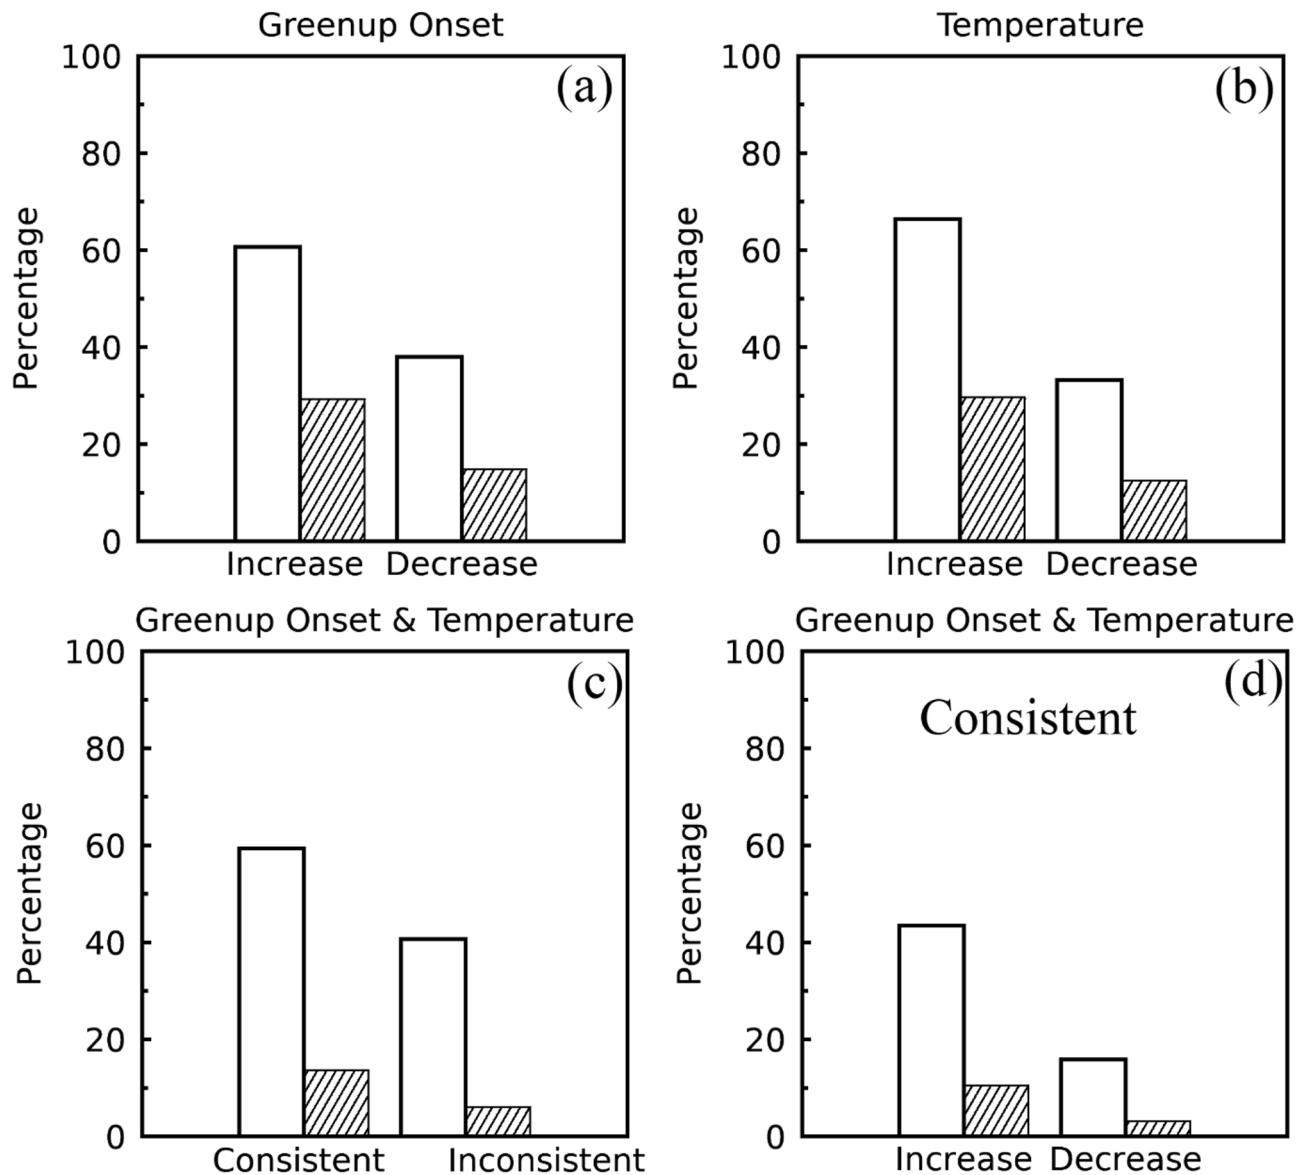 Greenup Onset
(a)
100
80
60
40
20
0
Percentage
Increase Decrease
Temperature
(b)
100
80
60
40
20
0
Percentage
Increase Decrease
Greenup Onset & Temperature
(c)
100
80
60
40
20
0
Percentage
Consistent Inconsistent
Greenup Onset & Temperature
(d)
Consistent
100
80
60
40
20
0
Percentage
Increase Decrease